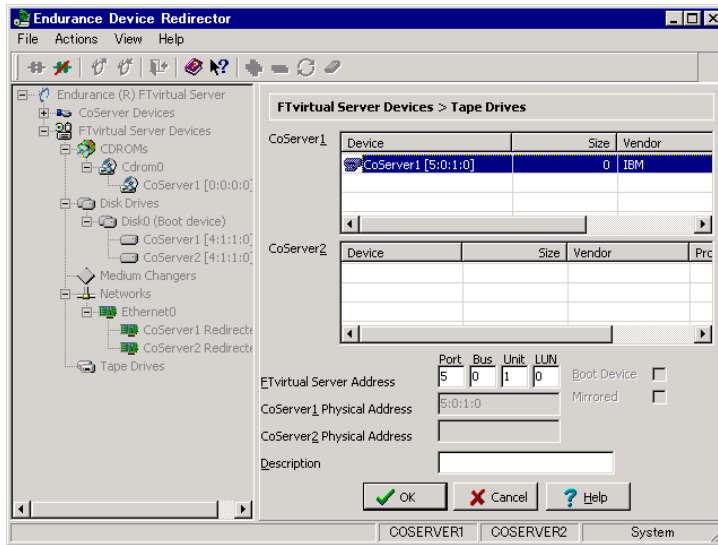 Endurance Device Redirector
File Actions View Help
Endurance (R) FTvirtual Server
CoServer Devices
FTvirtual Server Devices
CDROMs
Cdrom0
CoServer1 [0:0:0:0]
Disk Drives
Disk0 (Boot device)
CoServer1 [4:1:1:0]
CoServer2 [4:1:1:0]
Medium Changers
Networks
Ethernet0
CoServer1 Redirecte
CoServer2 Redirecte
Tape Drives
FTvirtual Server Devices > Tape Drives
CoServer1
Device Size Vendor
CoServer1 [5:0:1:0] 0 IBM
CoServer2
Device Size Vendor Prc
Port Bus Unit LUN
FTvirtual Server Address 5 0 1 0 Boot Device
CoServer1 Physical Address 5:0:1:0 Mirrored
CoServer2 Physical Address
Description
OK Cancel ? Help
COSERVER1 COSERVER2 System